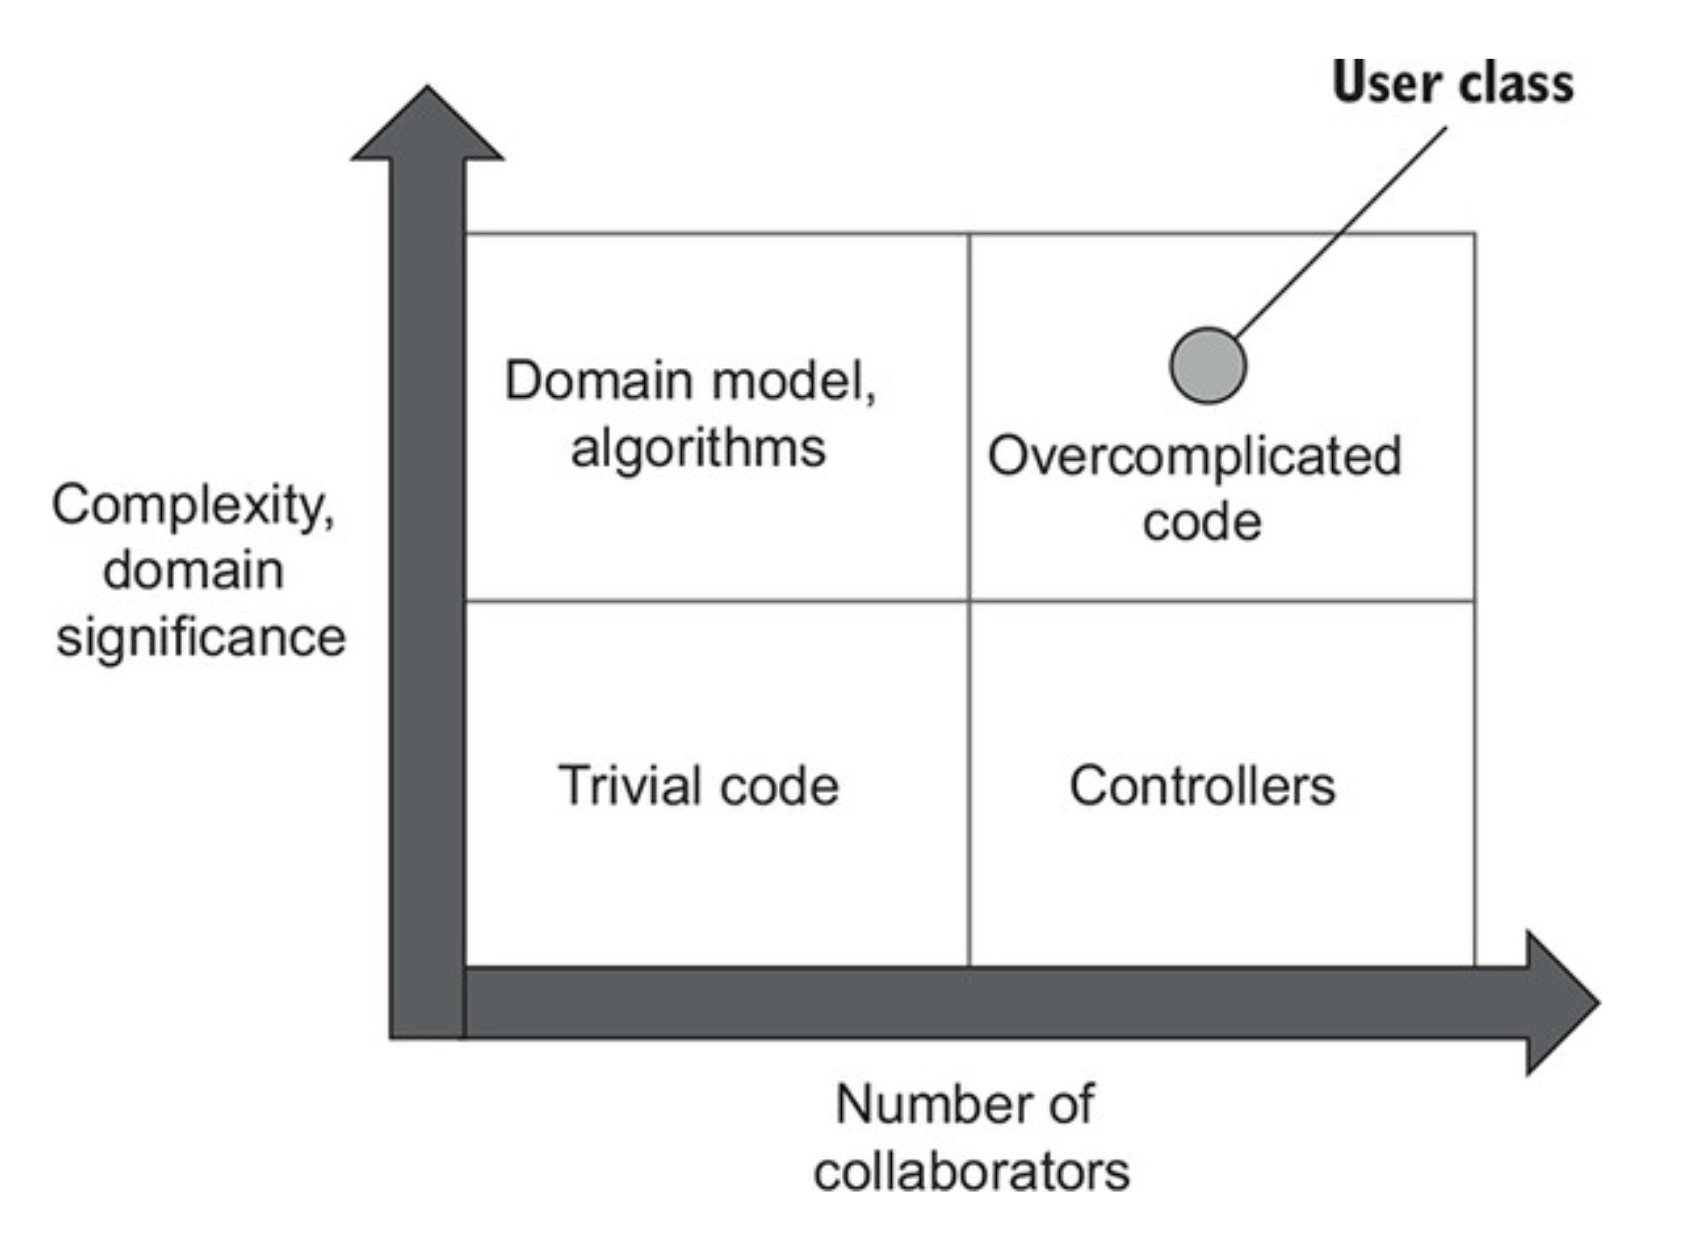 User class
Domain model,
algorithms
Overcomplicated
code
Complexity,
domain
significance
Trivial code
Controllers
Number of
collaborators